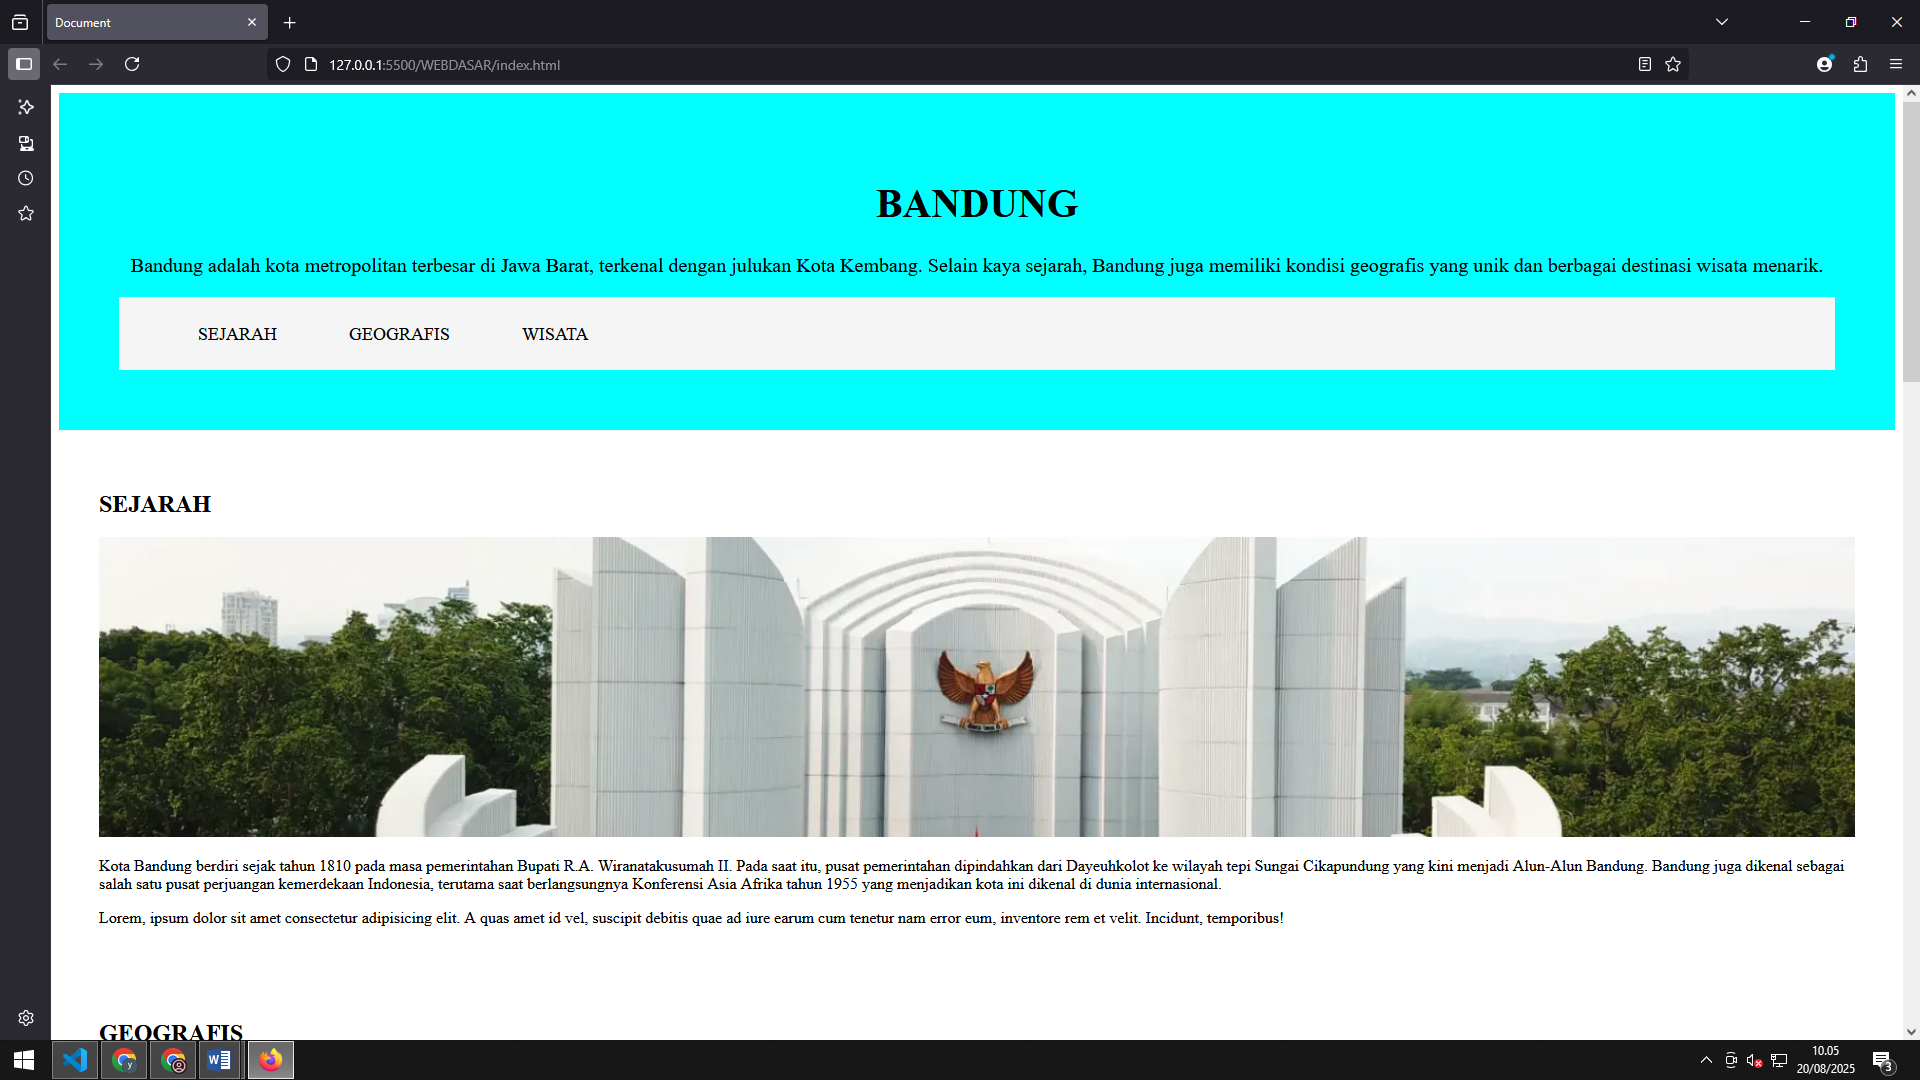 Document
127.0.0.1:5500/WEBDASAR/index.html
BANDUNG
Bandung adalah kota metropolitan terbesar di Jawa Barat, terkenal dengan julukan Kota Kembang. Selain kaya sejarah, Bandung juga memiliki kondisi geografis yang unik dan berbagai destinasi wisata menarik.
SEJARAH GEOGRAFIS WISATA
SEJARAH
Kota Bandung berdiri sejak tahun 1810 pada masa pemerintahan Bupati R.A. Wiranatakusumah II. Pada saat itu, pusat pemerintahan dipindahkan dari Dayeuhkolot ke wilayah tepi Sungai Cikapundung yang kini menjadi Alun-Alun Bandung. Bandung juga dikenal sebagai
salah satu pusat perjuangan kemerdekaan Indonesia, terutama saat berlangsungnya Konferensi Asia Afrika tahun 1955 yang menjadikan kota ini dikenal di dunia internasional.
Lorem, ipsum dolor sit amet consectetur adipisicing elit. A quas amet id vel, suscipit debitis quae ad iure earum cum tenetur nam error eum, inventore rem et velit. Incidunt, temporibus!
GEOGRAFIS
10.05
20/08/2025
3